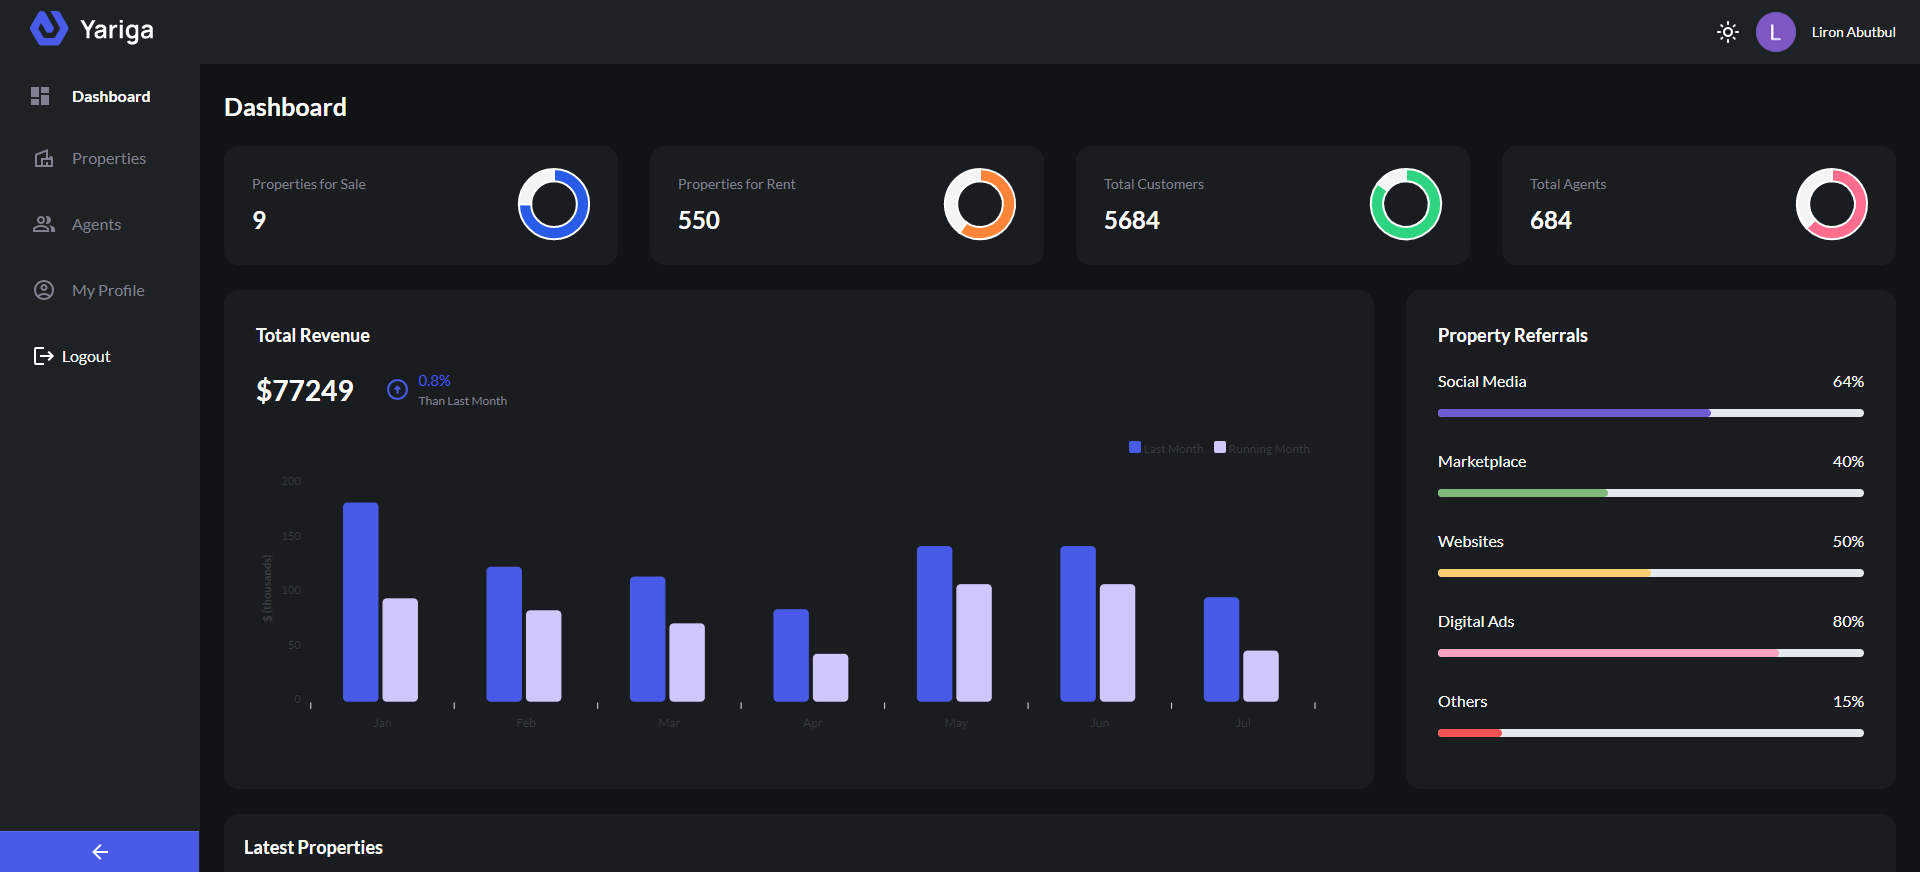 Yariga
L
Liron Abutbul
Dashboard
Properties
Agents
My Profile
Logout
Dashboard
Properties for Sale
9
Properties for Rent
550
Total Customers
5684
Total Agents
684
Total Revenue
$77249
0.8%
Than Last Month
Last Month
Running Month
200
150
100
50
0
$ (thousands)
Jan
Feb
Mar
Apr
May
Jun
Jul
Property Referrals
Social Media
64%
Marketplace
40%
Websites
50%
Digital Ads
80%
Others
15%
Latest Properties